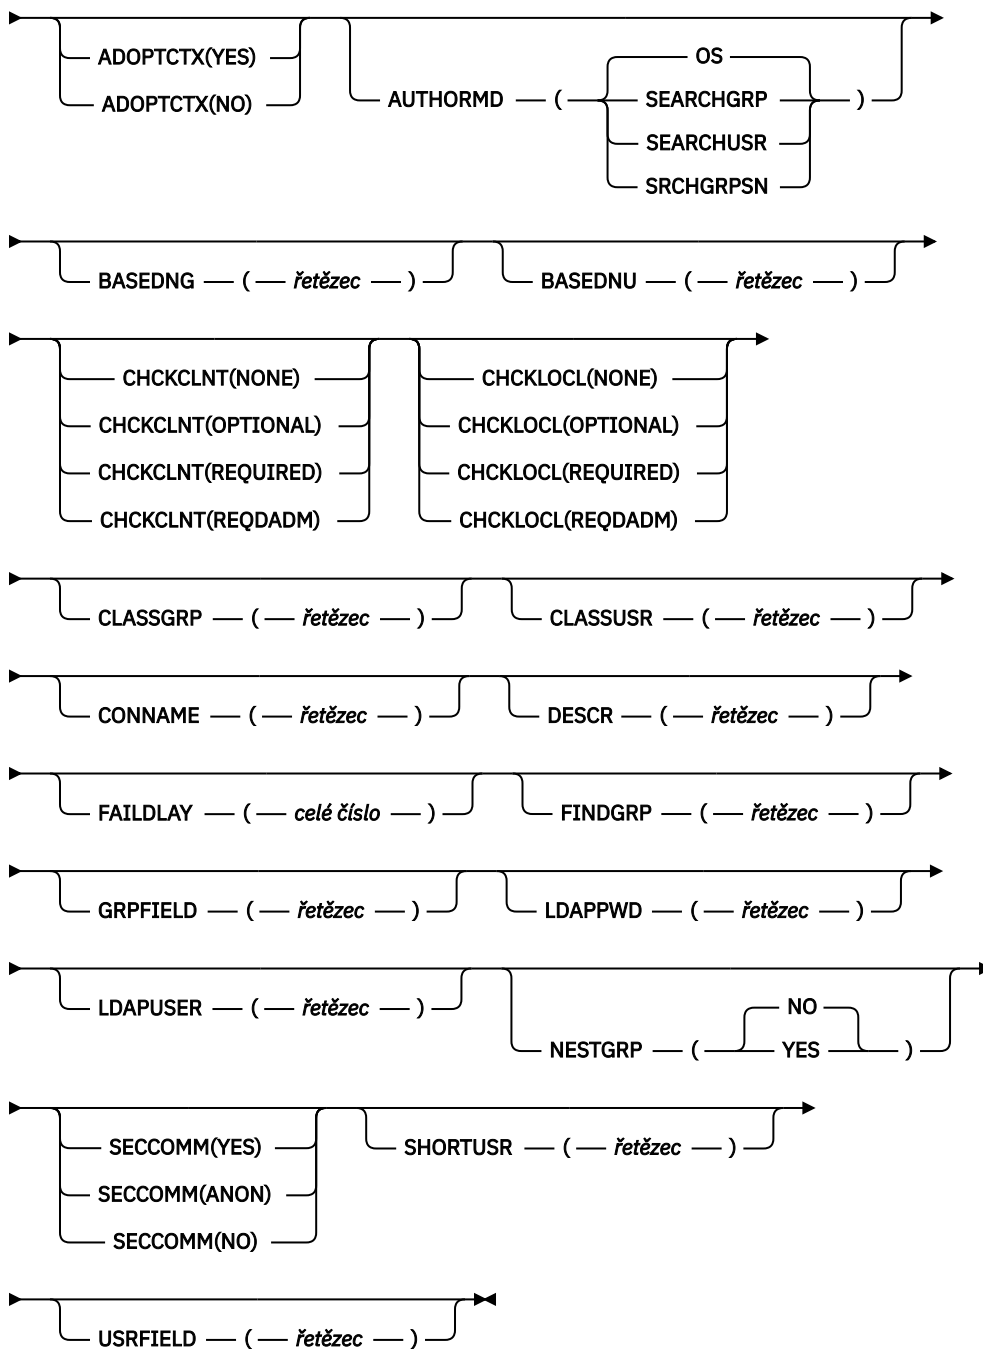 ADOPTCTX(YES)
ADOPTCTX(NO)
AUTHORMD ( OS )
SEARCHGRP
SEARCHUSR
SRCHGRPSN
BASEDNG ( řetězec ) BASEDNU ( řetězec )
CHCKCLNT(NONE) CHCKLOCL(NONE)
CHCKCLNT(OPTIONAL) CHCKLOCL(OPTIONAL)
CHCKCLNT(REQUIRED) CHCKLOCL(REQUIRED)
CHCKCLNT(REQDADM) CHCKLOCL(REQDADM)
CLASSGRP ( řetězec ) CLASSUSR ( řetězec )
CONNAME ( řetězec ) DESCR ( řetězec )
FAILDLAY ( celé číslo ) FINDGRP ( řetězec )
GRPFIELD ( řetězec ) LDAPPWD ( řetězec )
LDAPUSER ( řetězec )
NO
NESTGRP ( YES )
SECCOMM(YES) SHORTUSR ( řetězec )
SECCOMM(ANON)
SECCOMM(NO)
USRFIELD ( řetězec )